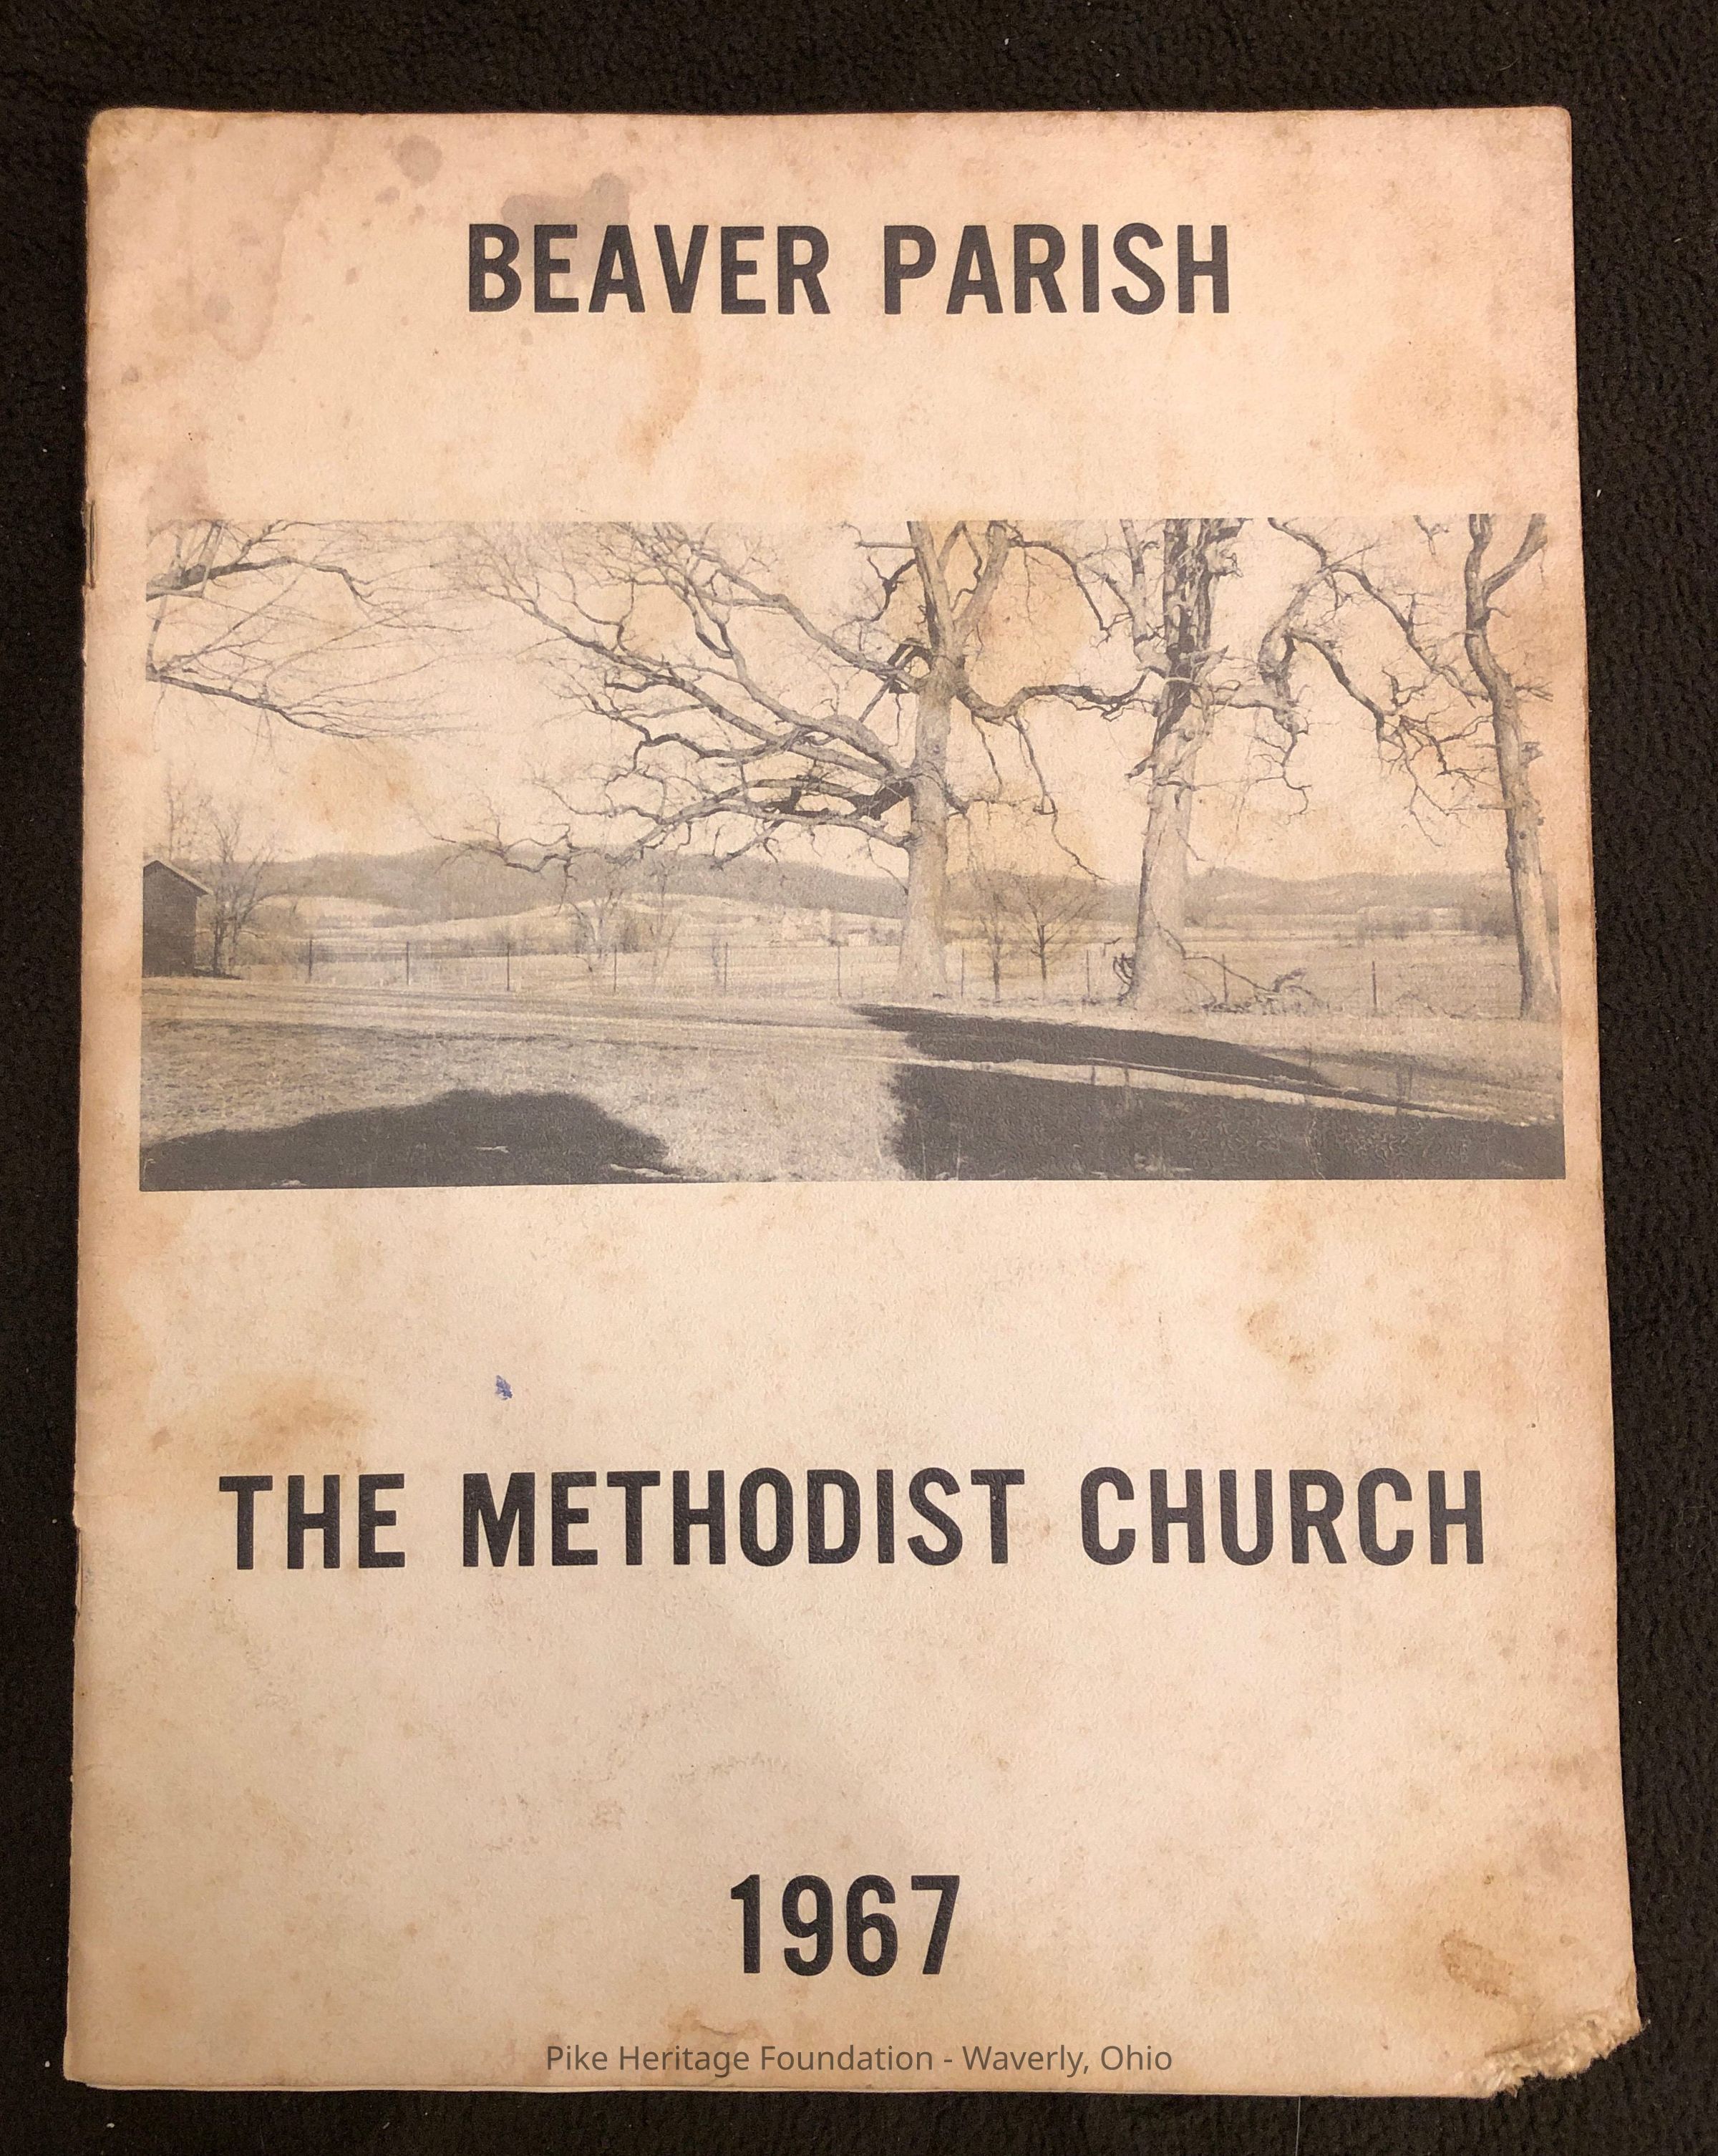 BEAVER PARISH
THE METHODIST CHURCH
1967
Pike Heritage Foundation - Waverly, Ohio